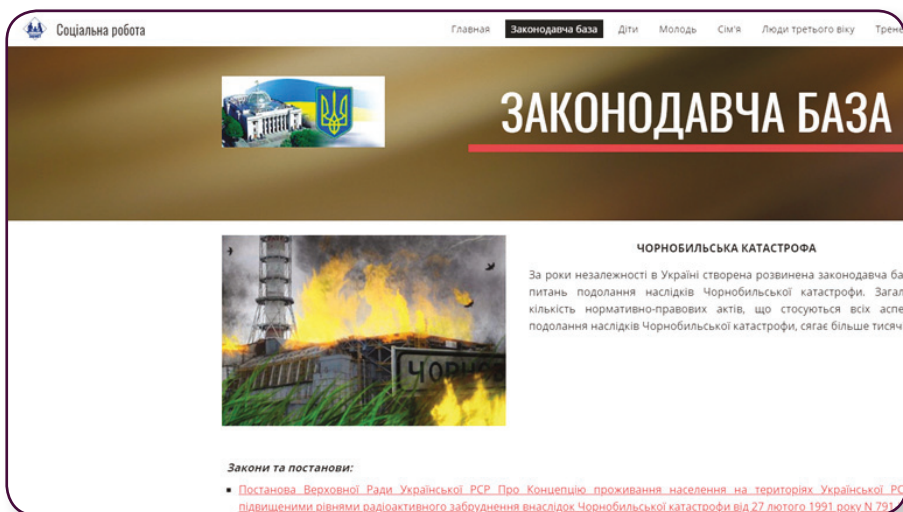 Соціальна робота
Главная Законодавча база Діти Молодь Сім'я Люди третього віку Трене
ЗАКОНОДАВЧА БАЗА
ЧОРНОБИЛЬСЬКА КАТАСТРОФА
За роки незалежності в Україні створена розвинена законодавча ба
питань подолання наслідків Чорнобильської катастрофи. Загал
кількість нормативно-правових актів, що стосуються всіх аспе
подолання наслідків Чорнобильської катастрофи, сягає більше тисяч
ЧОРНО
Закони та постанови:
Постанова Верховної Ради Української РСР Про Концепцію проживання населення на територіях Української РС
підвищеними рівнями радіоактивного забруднення внаслідок Чорнобильської катастрофи від 27 лютого 1991 року N 791